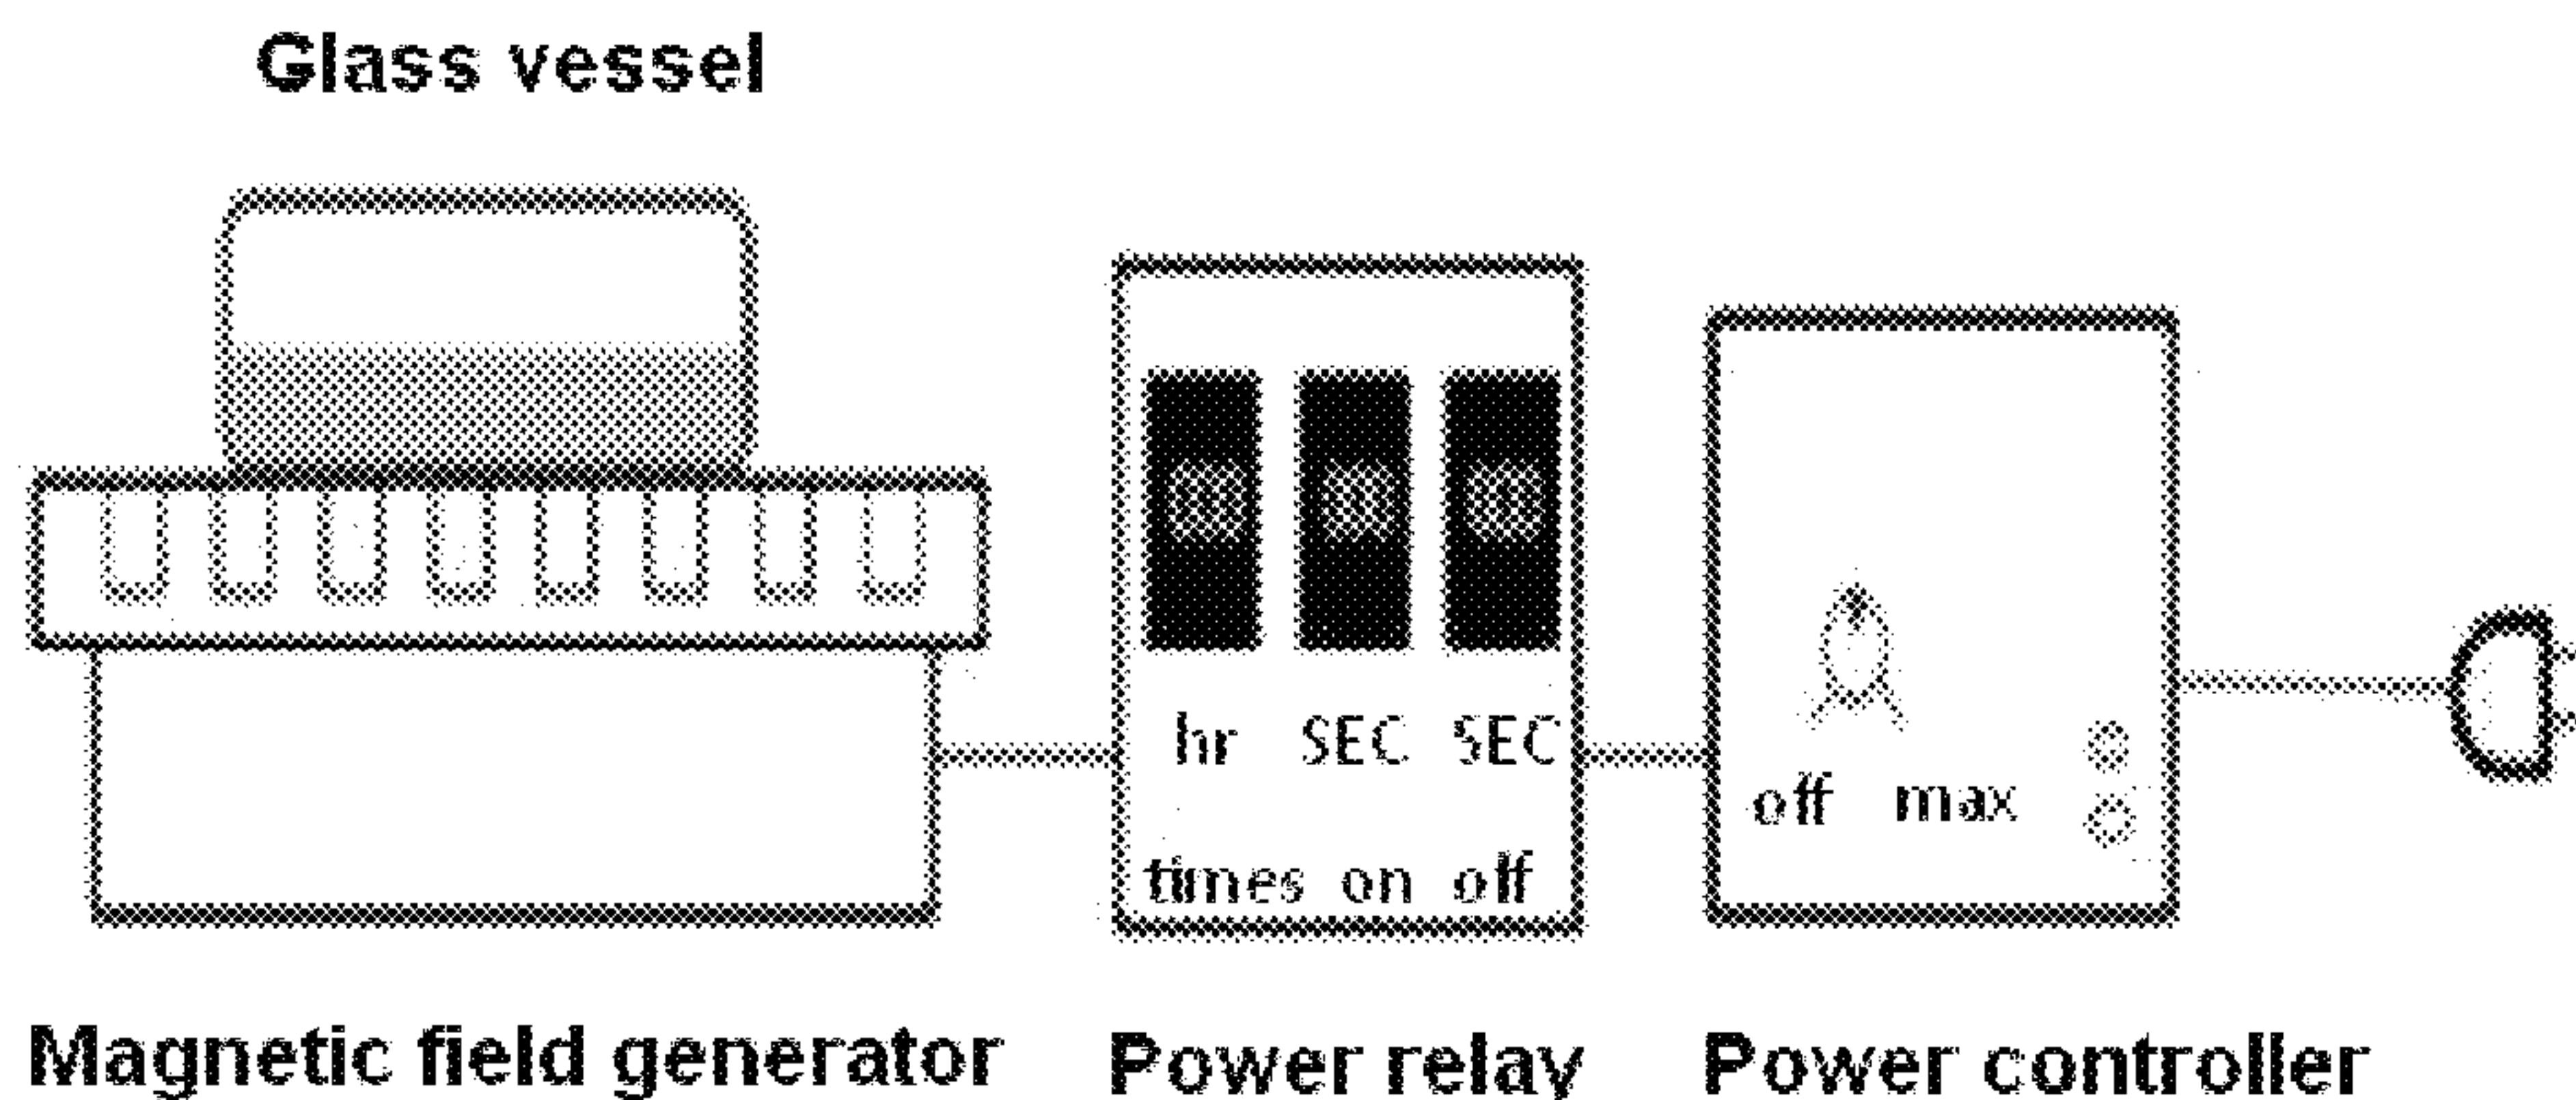 Glass vessel
hr SEC SEC
times on off
off max
Magnetic field generator
Power relay
Power controller